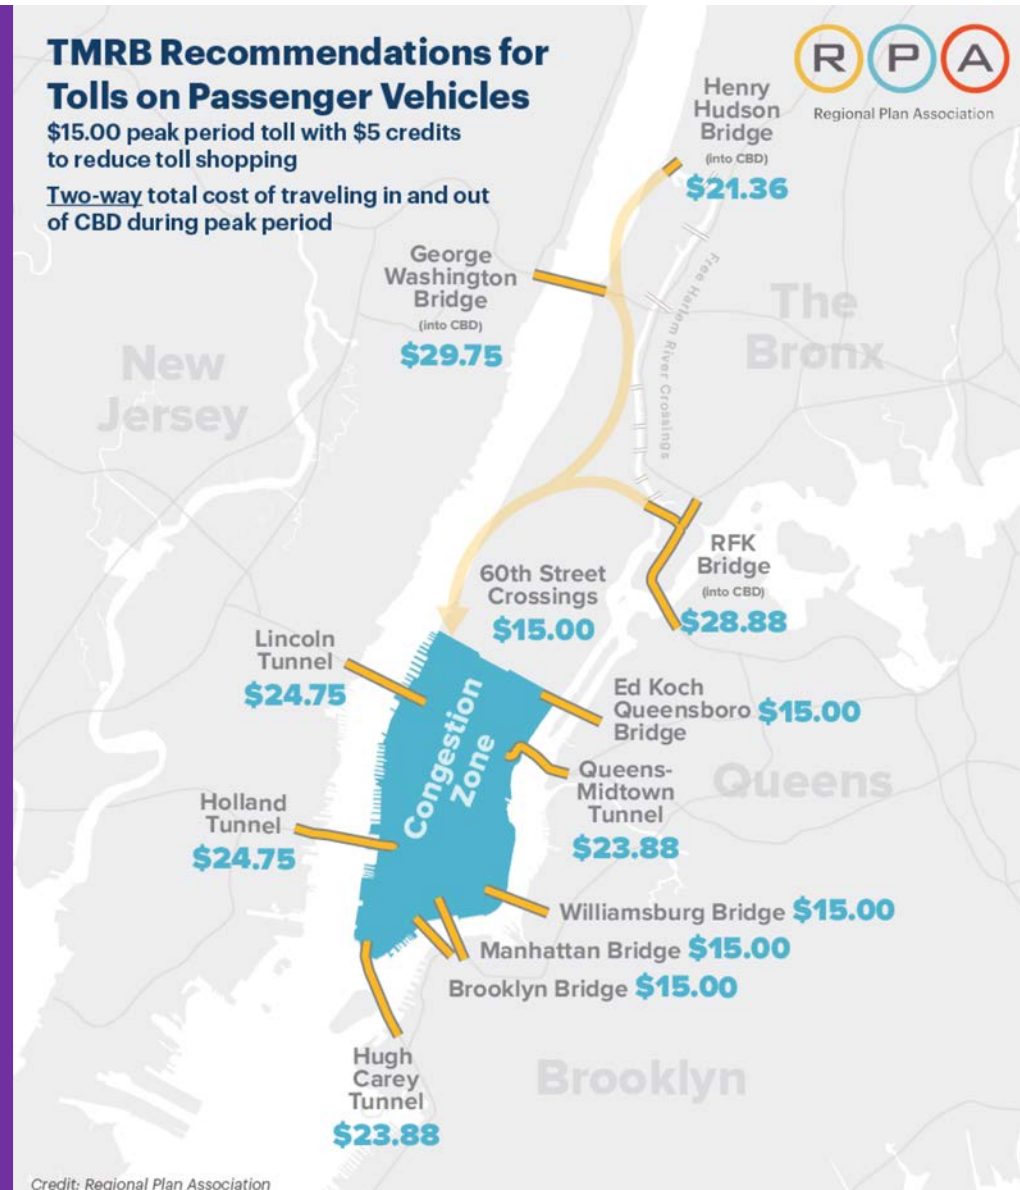 TMRB Recommendations for
Tolls on Passenger Vehicles
$15.00 peak period toll with $5 credits
to reduce toll shopping
Two-way total cost of traveling in and out
of CBD during peak period
R P A
Regional Plan Association
Henry
Hudson
Bridge
(into CBD)
$21.36
George
Washington
Bridge
(into CBD)
$29.75
Free Harlem River Crossings
The
Bronx
New
Jersey
RFK
Bridge
(into CBD)
$28.88
60th Street
Crossings
$15.00
Lincoln
Tunnel
$24.75
Congestion
Zone
Ed Koch
Queensboro
Bridge
$15.00
Queens-
Midtown
Tunnel
$23.88
Queens
Holland
Tunnel
$24.75
Williamsburg Bridge $15.00
Manhattan Bridge $15.00
Brooklyn Bridge $15.00
Hugh
Carey
Tunnel
$23.88
Brooklyn
Credit: Regional Plan Association